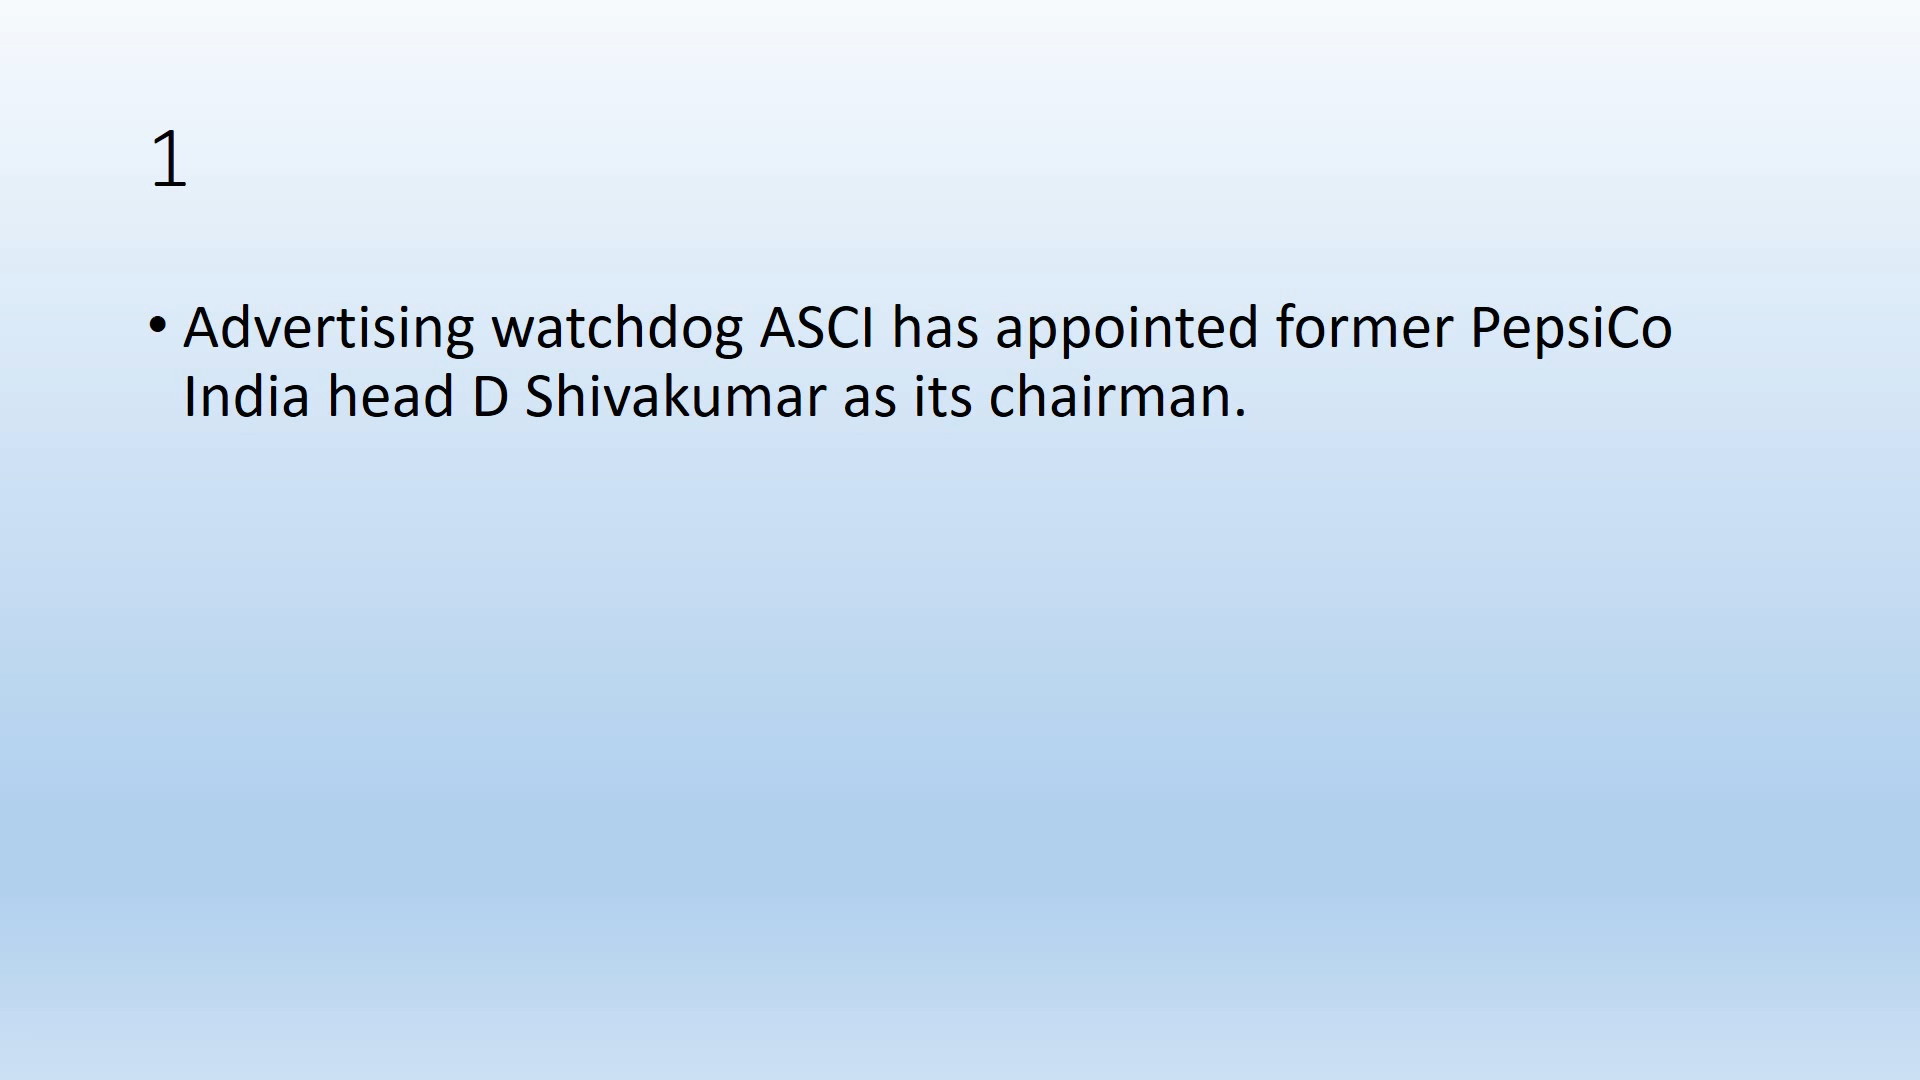 1
• Advertising watchdog ASCI has appointed former PepsiCo
India head D Shivakumar as its chairman.